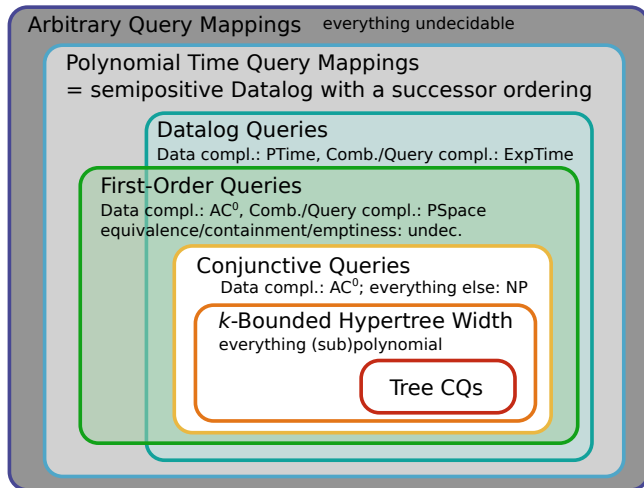 Arbitrary Query Mappings everything undecidable
Polynomial Time Query Mappings
= semipositive Datalog with a successor ordering
Datalog Queries
Data compl.: PTime, Comb./Query compl.: ExpTime
First-Order Queries
Data compl.: AC⁰, Comb./Query compl.: PSpace
equivalence/containment/emptiness: undec.
Conjunctive Queries
Data compl.: AC⁰; everything else: NP
k-Bounded Hypertree Width
everything (sub)polynomial
Tree CQs